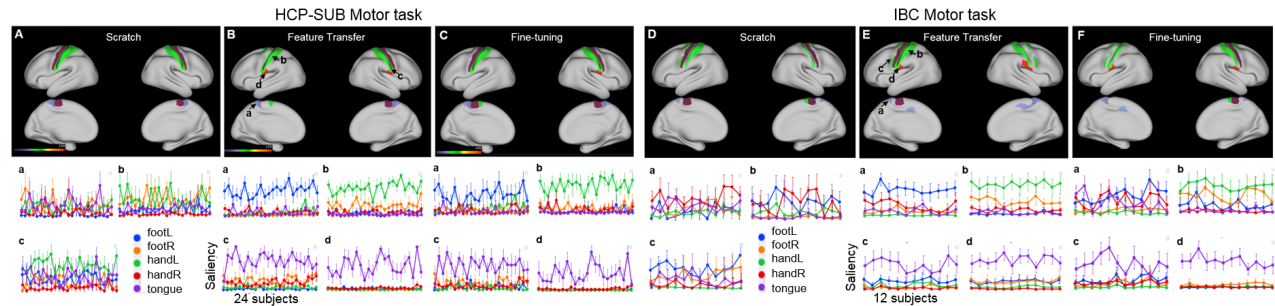 HCP-SUB Motor task
IBC Motor task
A
Scratch
B
Feature Transfer
C
Fine-tuning
D
Scratch
E
Feature Transfer
F
Fine-tuning
b
c
d
a
b
c
d
a
a
b
a
b
a
b
a
b
a
b
a
b
c
footL
footR
handL
handR
tongue
Saliency
c
d
c
d
c
footL
footR
handL
handR
tongue
Saliency
c
d
c
d
24 subjects
12 subjects